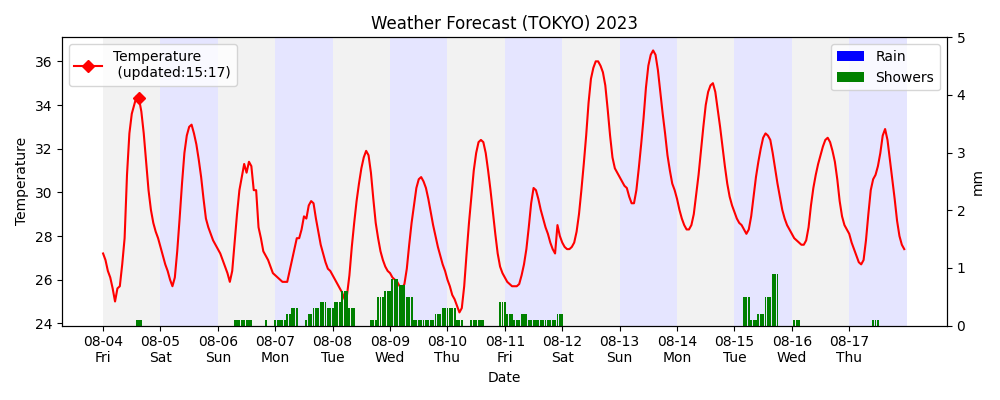 Weather Forecast (TOKYO) 2023
Temperature
(updated:15:17)
Rain
Showers
Temperature
36
34
32
30
28
26
24
5
4
3
2
1
0
mm
08-04 08-05 08-06 08-07 08-08 08-09 08-10 08-11 08-12 08-13 08-14 08-15 08-16 08-17
Fri Sat Sun Mon Tue Wed Thu Fri Sat Sun Mon Tue Wed Thu
Date